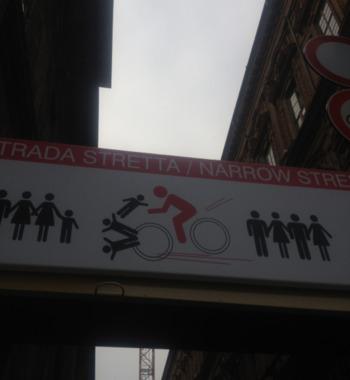 TRADA STRETTA / NARROW STRE